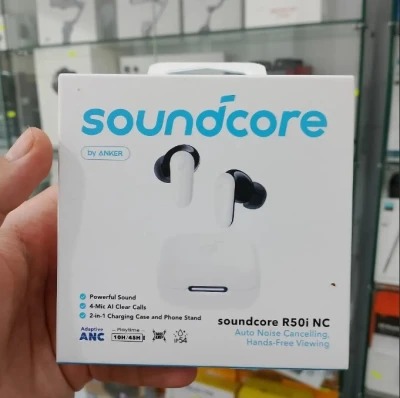 soundcore
by ANKER
Powerful Sound
4-Mic AI Clear Calls
2-in-1 Charging Case and Phone Stand
soundcore R50i NC
Auto Noise Cancelling,
Hands-Free Viewing
Adaptive
ANC
Playtime
10H/45H
IP54